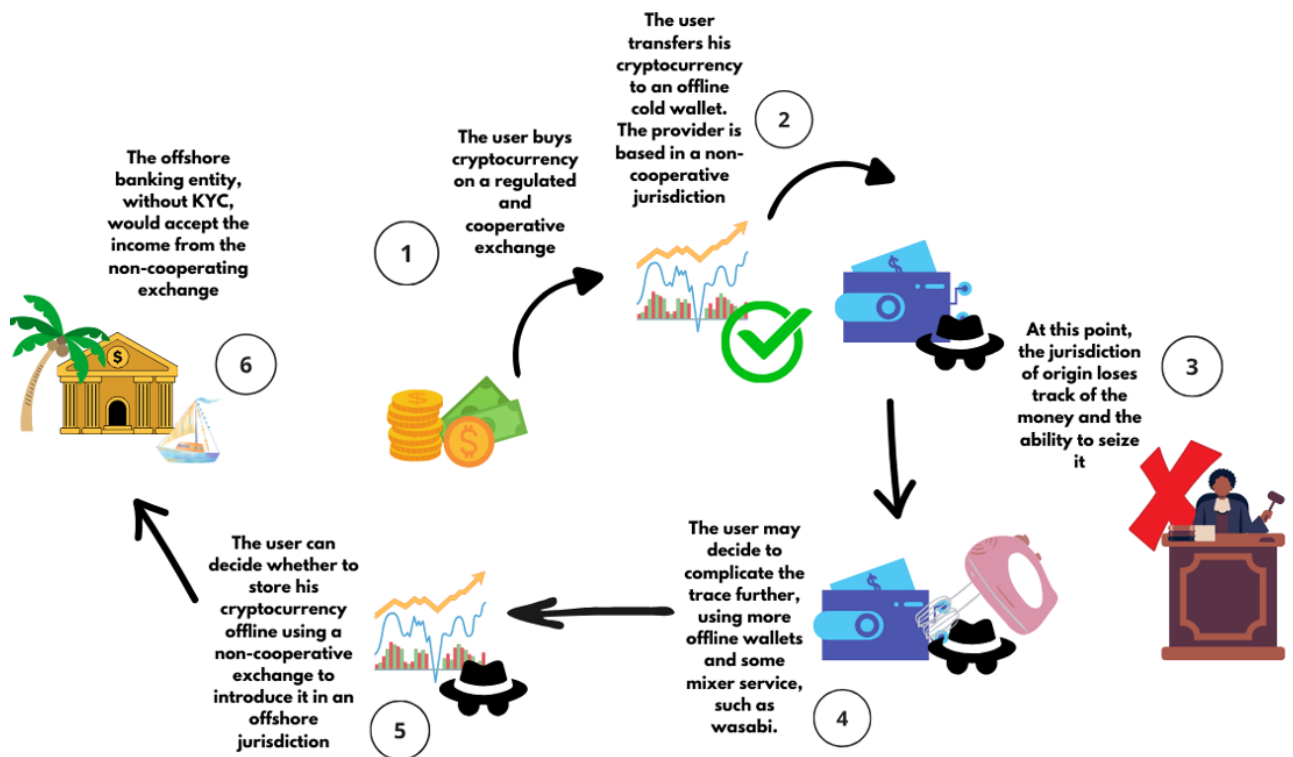 1
The user buys
cryptocurrency
on a regulated
and
cooperative
exchange
The user
transfers his
cryptocurrency
to an offline
cold wallet.
The provider is
based in a non-
cooperative
jurisdiction
2
At this point,
the jurisdiction
of origin loses
track of the
money and the
ability to seize
it
3
The user may
decide to
complicate the
trace further,
using more
offline wallets
and some
mixer service,
such as
wasabi.
4
The user can
decide whether to
store his
cryptocurrency
offline using a
non-cooperative
exchange to
introduce it in an
offshore
jurisdiction
5
The offshore
banking entity,
without KYC,
would accept the
income from the
non-cooperating
exchange
6
$
$
$
$